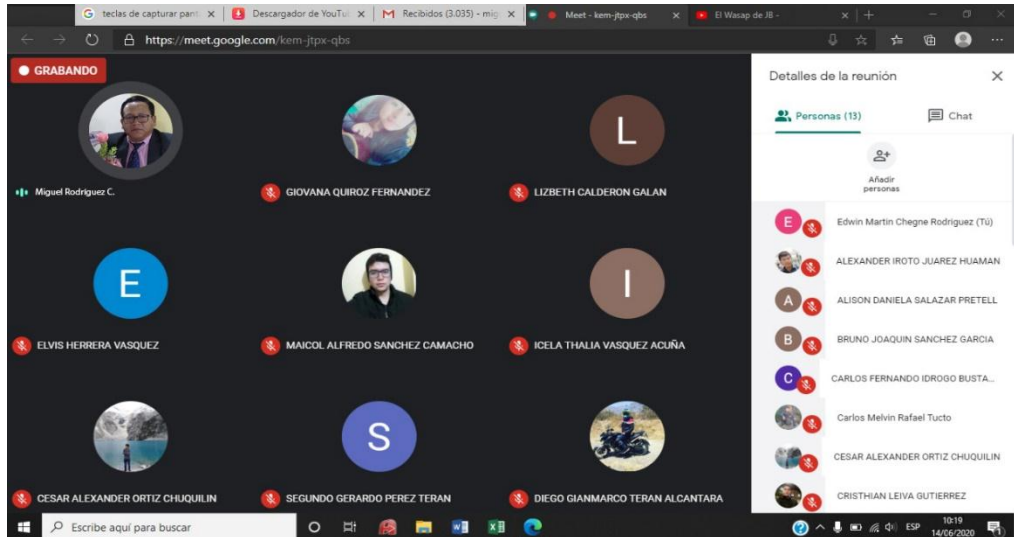 teclas de capturar pant
Descargador de YouTu
Recibidos (3.035) - mig
Meet - kem-jtpx-qbs
El Wasap de JB -
https://meet.google.com/kem-jtpx-qbs
GRABANDO
Miguel Rodriguez C.
GIOVANA QUIROZ FERNANDEZ
L
LIZBETH CALDERON GALAN
E
ELVIS HERRERA VASQUEZ
MAICOL ALFREDO SANCHEZ CAMACHO
I
ICELA THALIA VASQUEZ ACUÑA
CESAR ALEXANDER ORTIZ CHUQUILIN
S
SEGUNDO GERARDO PEREZ TERAN
DIEGO GIANMARCO TERAN ALCANTARA
Detalles de la reunión
Personas (13)
Chat
Añadir
personas
E Edwin Martin Chegne Rodriguez (Tú)
ALEXANDER IROTO JUAREZ HUAMAN
A ALISON DANIELA SALAZAR PRETELL
B BRUNO JOAQUIN SANCHEZ GARCIA
C CARLOS FERNANDO IDROGO BUSTA...
Carlos Melvin Rafael Tucto
CESAR ALEXANDER ORTIZ CHUQUILIN
CRISTHIAN LEIVA GUTIERREZ
Escribe aquí para buscar
ESP
10:19
14/06/2020